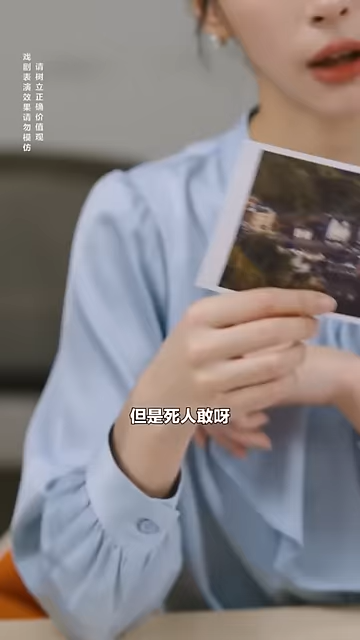 请树立正确价值观
戏剧表演效果请勿模仿
但是死人敢呀